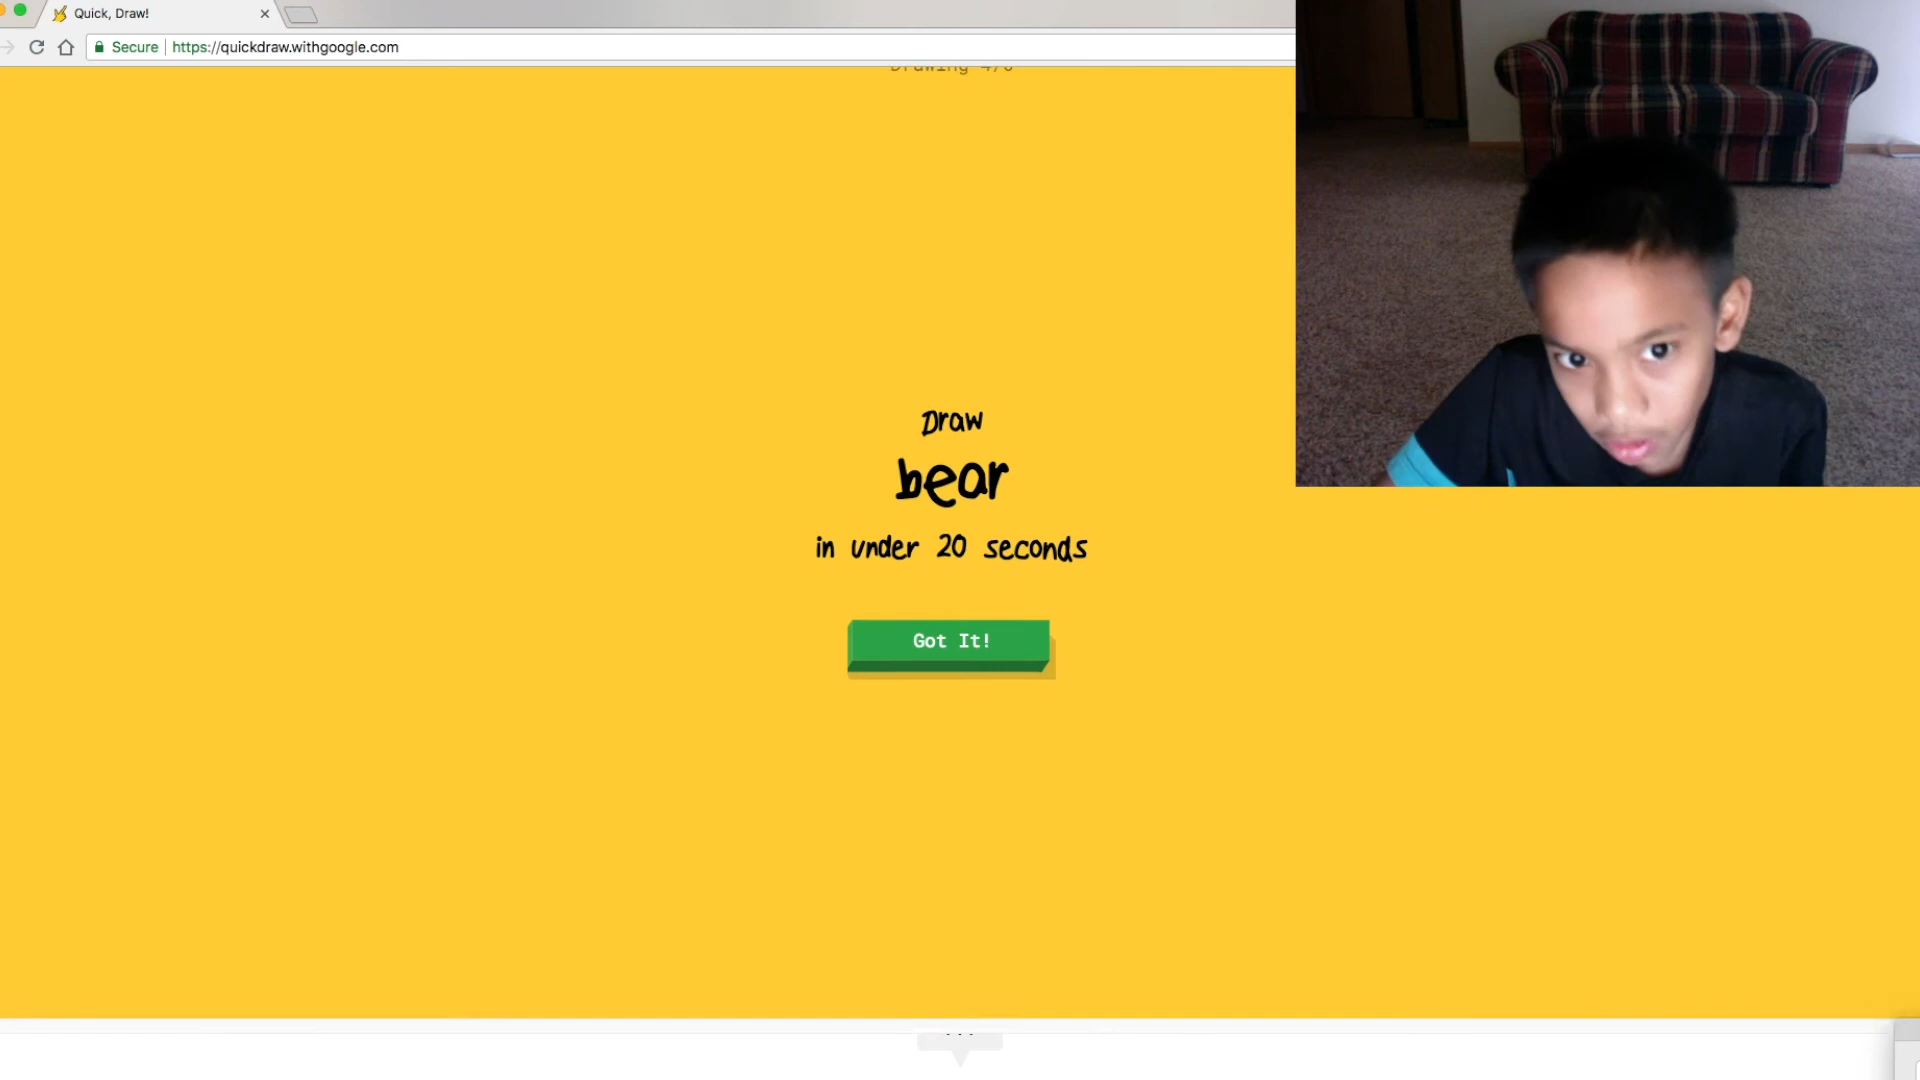 Quick, Draw!
Secure https://quickdraw.withgoogle.com
Draw
bear
in under 20 seconds
Got It!